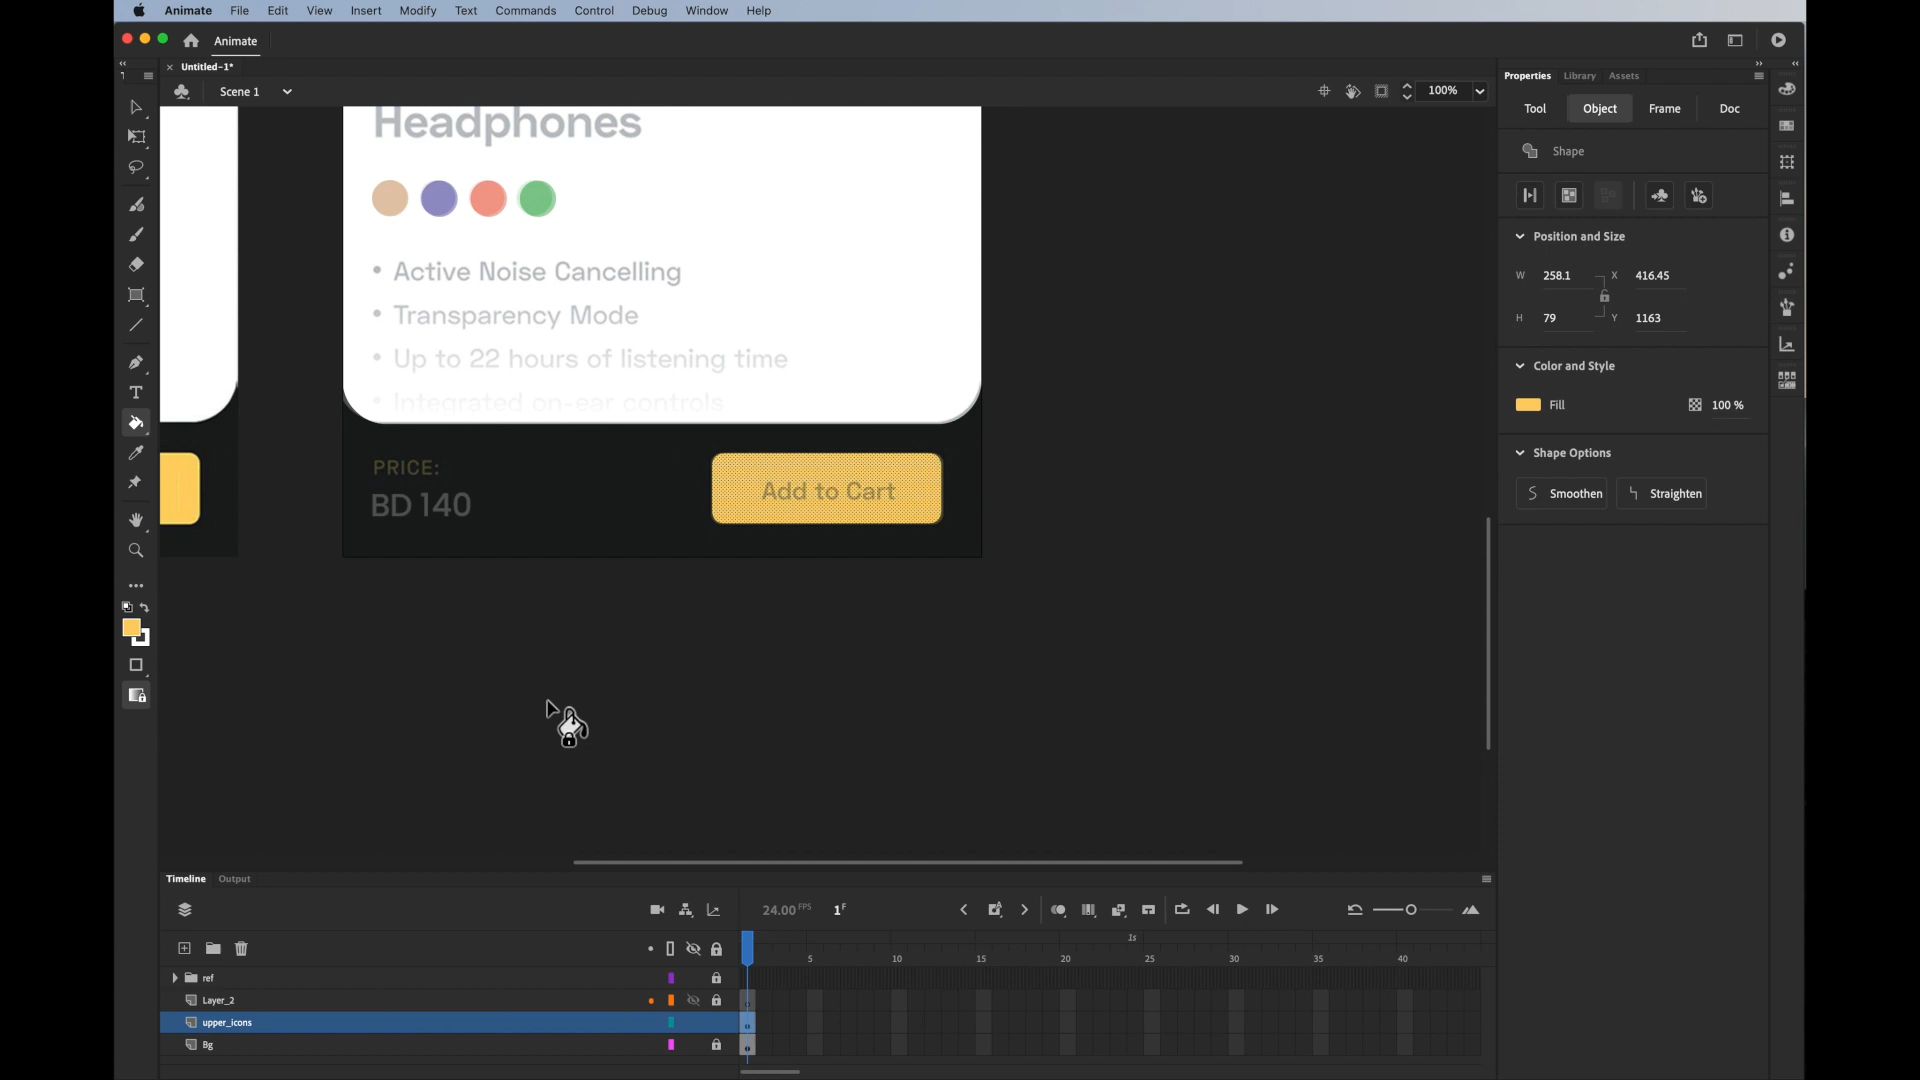 Animate File Edit View Insert Modify Text Commands Control Debug Window Help
Animate
Untitled-1*
Properties Library Assets
Scene 1
100%
Tool Object Frame Doc
Headphones
Shape
Position and Size
W 258.1 X 416.45
H 79 Y 1163
Active Noise Cancelling
Transparency Mode
Up to 22 hours of listening time
Integrated on-ear controls
Color and Style
Fill 100 %
Shape Options
PRICE:
BD 140
Add to Cart
Smoothen Straighten
Timeline Output
24.00 FPS 1 F
1s
5 10 15 20 25 30 35 40
ref
Layer_2
upper_icons
Bg